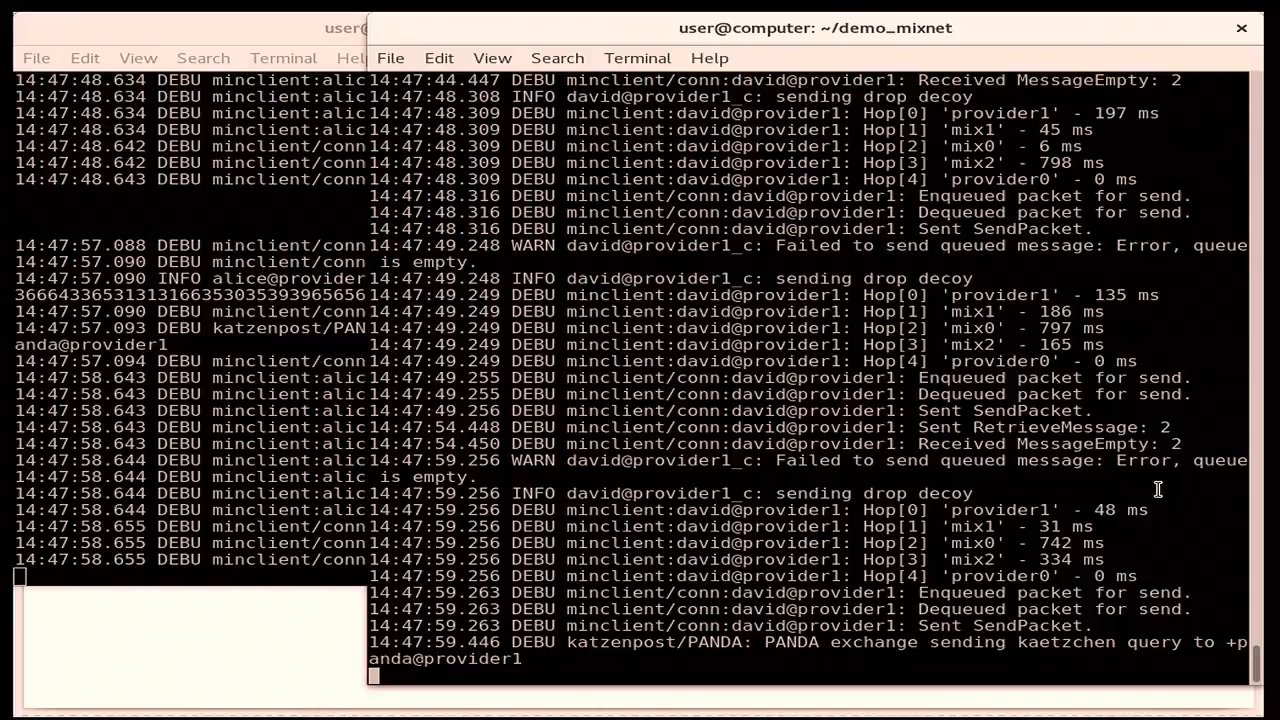 user@
File Edit View Search Terminal Hel
14:47:48.634 DEBUG minclient:alic
14:47:48.634 DEBU minclient:alic
14:47:48.634 DEBU minclient:alic
14:47:48.634 DEBU minclient:alic
14:47:48.642 DEBU minclient/conn
14:47:48.642 DEBU minclient/conn
14:47:48.643 DEBU minclient/conn
14:47:57.088 DEBU minclient/conn
14:47:57.090 DEBU minclient/conn
14:47:57.090 INFO alice@provider
36664336531313166353035393965656
14:47:57.090 DEBU minclient/conn
14:47:57.093 DEBU katzenpost/PAN
anda@provider1
14:47:57.094 DEBU minclient/conn
14:47:58.643 DEBU minclient:alic
14:47:58.643 DEBU minclient:alic
14:47:58.643 DEBU minclient:alic
14:47:58.643 DEBU minclient:alic
14:47:58.643 DEBU minclient:alic
14:47:58.644 DEBU minclient:alic
14:47:58.644 DEBU minclient:alic
14:47:58.644 DEBU minclient:alic
14:47:58.644 DEBU minclient:alic
14:47:58.655 DEBU minclient/conn
14:47:58.655 DEBU minclient/conn
14:47:58.655 DEBU minclient/conn
user@computer: ~/demo_mixnet
File Edit View Search Terminal Help
14:47:44.447 DEBU minclient/conn:david@provider1: Received MessageEmpty: 2
14:47:48.308 INFO david@provider1_c: sending drop decoy
14:47:48.309 DEBU minclient:david@provider1: Hop[0] 'provider1' - 197 ms
14:47:48.309 DEBU minclient:david@provider1: Hop[1] 'mix1' - 45 ms
14:47:48.309 DEBU minclient:david@provider1: Hop[2] 'mix0' - 6 ms
14:47:48.309 DEBU minclient:david@provider1: Hop[3] 'mix2' - 798 ms
14:47:48.309 DEBU minclient:david@provider1: Hop[4] 'provider0' - 0 ms
14:47:48.316 DEBU minclient/conn:david@provider1: Enqueued packet for send.
14:47:48.316 DEBU minclient/conn:david@provider1: Dequeued packet for send.
14:47:48.316 DEBU minclient/conn:david@provider1: Sent SendPacket.
14:47:49.248 WARN david@provider1_c: Failed to send queued message: Error, queue
is empty.
14:47:49.248 INFO david@provider1_c: sending drop decoy
14:47:49.249 DEBU minclient:david@provider1: Hop[0] 'provider1' - 135 ms
14:47:49.249 DEBU minclient:david@provider1: Hop[1] 'mix1' - 186 ms
14:47:49.249 DEBU minclient:david@provider1: Hop[2] 'mix0' - 797 ms
14:47:49.249 DEBU minclient:david@provider1: Hop[3] 'mix2' - 165 ms
14:47:49.249 DEBU minclient:david@provider1: Hop[4] 'provider0' - 0 ms
14:47:49.255 DEBU minclient/conn:david@provider1: Enqueued packet for send.
14:47:49.255 DEBU minclient/conn:david@provider1: Dequeued packet for send.
14:47:49.256 DEBU minclient/conn:david@provider1: Sent SendPacket.
14:47:54.448 DEBU minclient/conn:david@provider1: Sent RetrieveMessage: 2
14:47:54.450 DEBU minclient/conn:david@provider1: Received MessageEmpty: 2
14:47:59.256 WARN david@provider1_c: Failed to send queued message: Error, queue
is empty.
14:47:59.256 INFO david@provider1_c: sending drop decoy
14:47:59.256 DEBU minclient:david@provider1: Hop[0] 'provider1' - 48 ms
14:47:59.256 DEBU minclient:david@provider1: Hop[1] 'mix1' - 31 ms
14:47:59.256 DEBU minclient:david@provider1: Hop[2] 'mix0' - 742 ms
14:47:59.256 DEBU minclient:david@provider1: Hop[3] 'mix2' - 334 ms
14:47:59.256 DEBU minclient:david@provider1: Hop[4] 'provider0' - 0 ms
14:47:59.263 DEBU minclient/conn:david@provider1: Enqueued packet for send.
14:47:59.263 DEBU minclient/conn:david@provider1: Dequeued packet for send.
14:47:59.263 DEBU minclient/conn:david@provider1: Sent SendPacket.
14:47:59.446 DEBU katzenpost/PANDA: PANDA exchange sending kaetzchen query to +p
anda@provider1